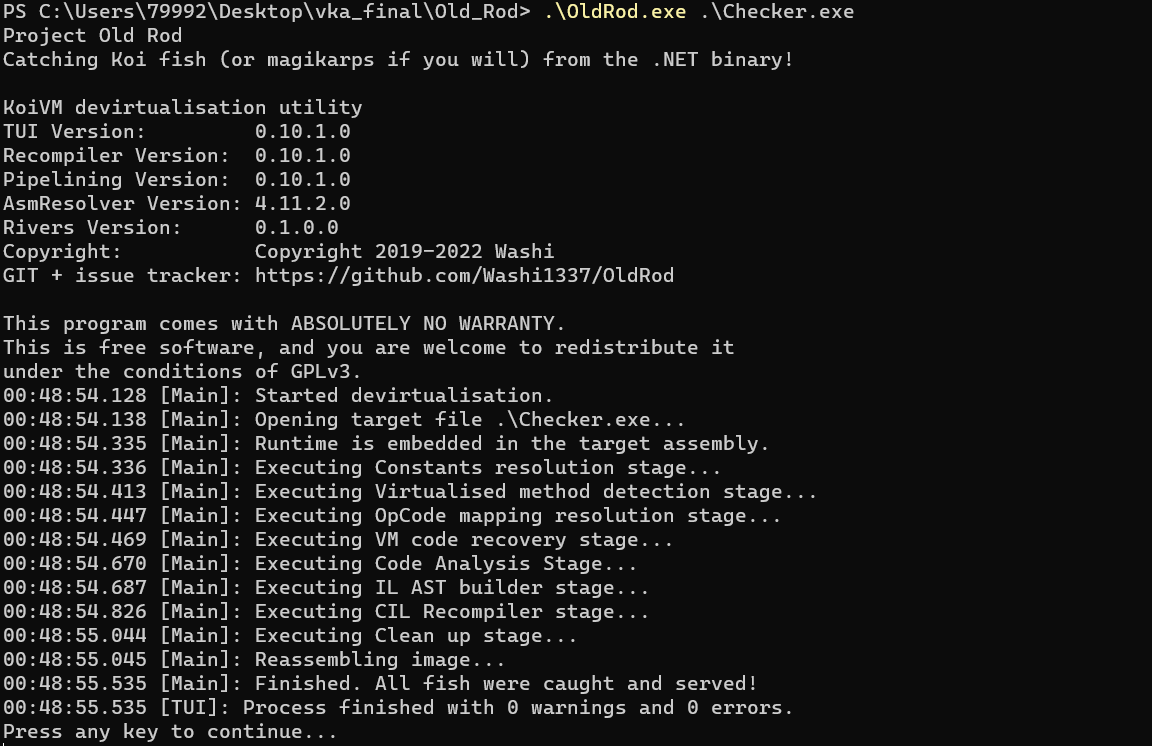 PS C:\Users\79992\Desktop\vka_final\Old_Rod> .\OldRod.exe .\Checker.exe
Project Old Rod
Catching Koi fish (or magikarps if you will) from the .NET binary!
KoiVM devirtualisation utility
TUI Version:         0.10.1.0
Recompiler Version:  0.10.1.0
Pipelining Version:  0.10.1.0
AsmResolver Version: 4.11.2.0
Rivers Version:      0.1.0.0
Copyright:           Copyright 2019-2022 Washi
GIT + issue tracker: https://github.com/Washi1337/OldRod
This program comes with ABSOLUTELY NO WARRANTY.
This is free software, and you are welcome to redistribute it
under the conditions of GPLv3.
00:48:54.128 [Main]: Started devirtualisation.
00:48:54.138 [Main]: Opening target file .\Checker.exe...
00:48:54.335 [Main]: Runtime is embedded in the target assembly.
00:48:54.336 [Main]: Executing Constants resolution stage...
00:48:54.413 [Main]: Executing Virtualised method detection stage...
00:48:54.447 [Main]: Executing OpCode mapping resolution stage...
00:48:54.469 [Main]: Executing VM code recovery stage...
00:48:54.670 [Main]: Executing Code Analysis Stage...
00:48:54.687 [Main]: Executing IL AST builder stage...
00:48:54.826 [Main]: Executing CIL Recompiler stage...
00:48:55.044 [Main]: Executing Clean up stage...
00:48:55.045 [Main]: Reassembling image...
00:48:55.535 [Main]: Finished. All fish were caught and served!
00:48:55.535 [TUI]: Process finished with 0 warnings and 0 errors.
Press any key to continue...